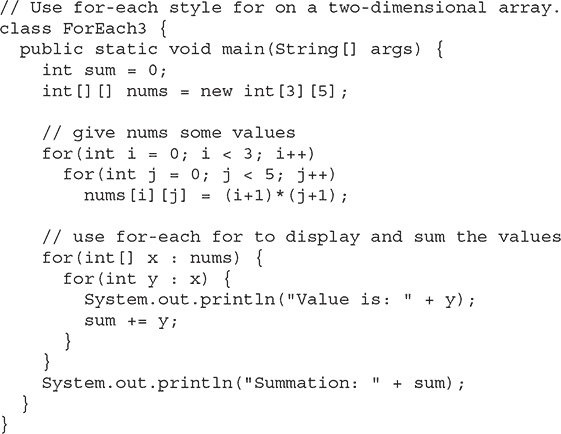 // Use for-each style for on a two-dimensional array.
class ForEach3 {
  public static void main(String[] args) {
    int sum = 0;
    int[][] nums = new int[3][5];

    // give nums some values
    for(int i = 0; i < 3; i++)
      for(int j = 0; j < 5; j++)
        nums[i][j] = (i+1)*(j+1);

    // use for-each for to display and sum the values
    for(int[] x : nums) {
      for(int y : x) {
        System.out.println("Value is: " + y);
        sum += y;
      }
    }
    System.out.println("Summation: " + sum);
  }
}